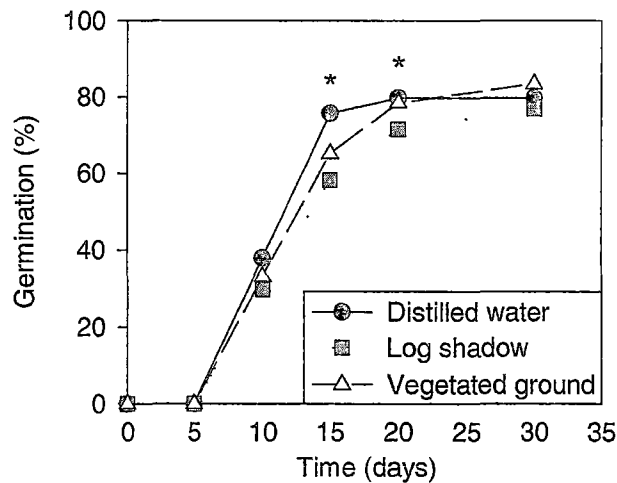 100
80
60
40
20
0
Germination (%)
*
*
Distilled water
Log shadow
Vegetated ground
0 5 10 15 20 25 30 35
Time (days)